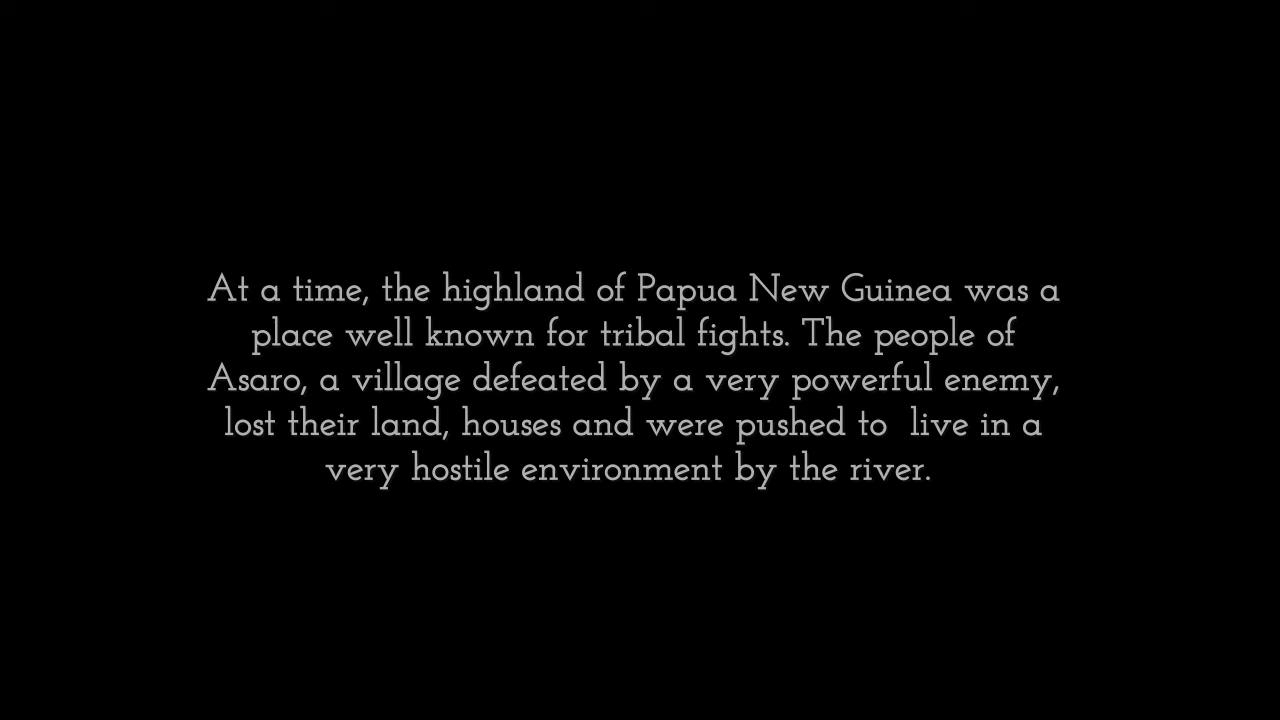 At a time, the highland of Papua New Guinea was a
place well known for tribal fights. The people of
Asaro, a village defeated by a very powerful enemy,
lost their land, houses and were pushed to  live in a
very hostile environment by the river.